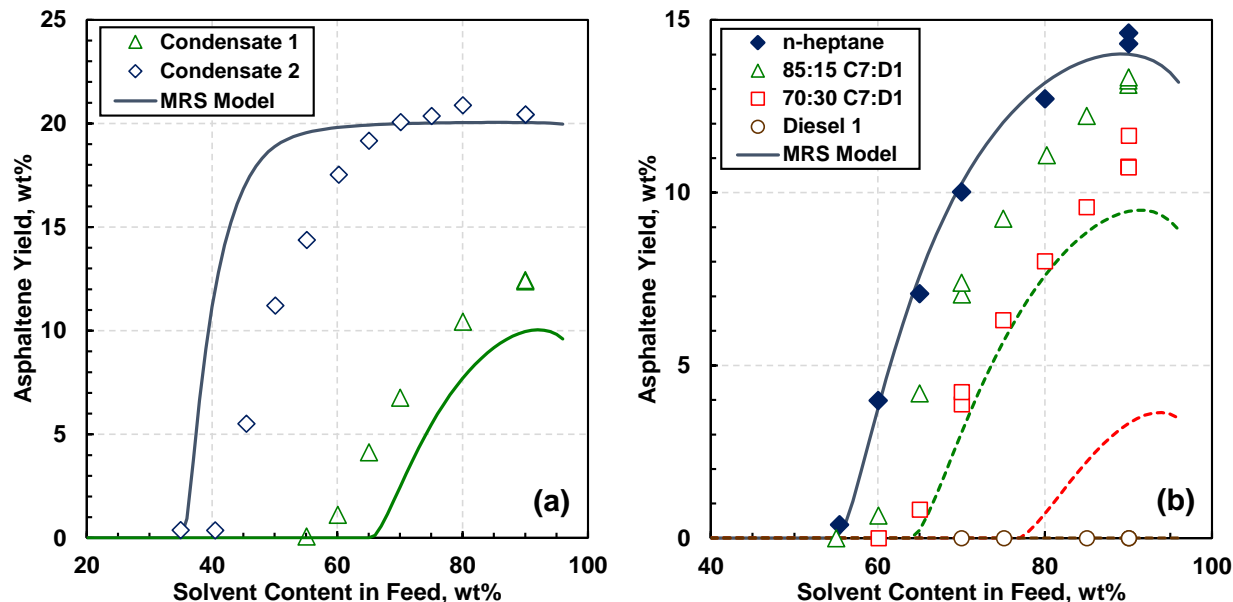 Condensate 1
Condensate 2
MRS Model
Asphaltene Yield, wt%
25
20
15
10
5
0
20 40 60 80 100
Solvent Content in Feed, wt%
(a)
n-heptane
85:15 C7:D1
70:30 C7:D1
Diesel 1
MRS Model
Asphaltene Yield, wt%
15
10
5
0
40 60 80 100
Solvent Content in Feed, wt%
(b)